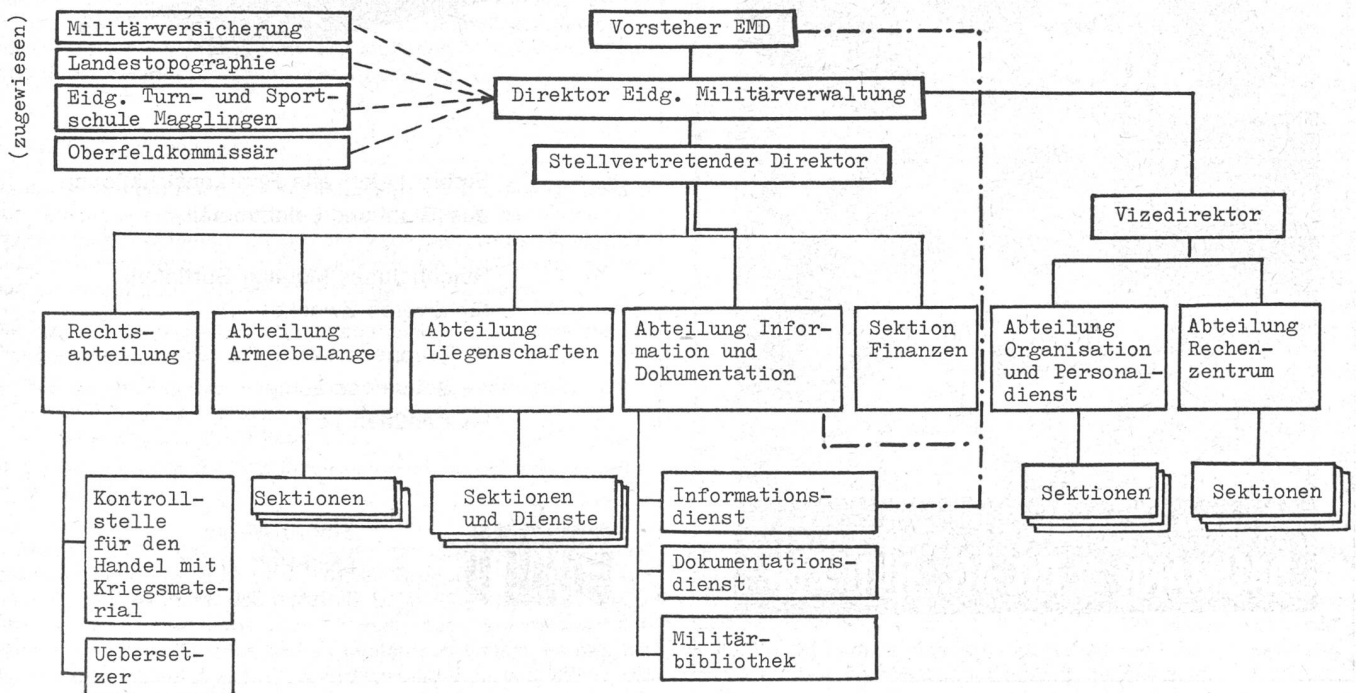 (zugewiesen)
Militärversicherung
Landestopographie
Eidg. Turn- und Sport-
schule Magglingen
Oberfeldkommissär
Vorsteher EMD
Direktor Eidg. Militärverwaltung
Stellvertretender Direktor
Vizedirektor
Rechts-
abteilung
Abteilung
Armeebelange
Abteilung
Liegenschaften
Abteilung Infor-
mation und
Dokumentation
Sektion
Finanzen
Abteilung
Organisation
und Personal-
dienst
Abteilung
Rechen-
zentrum
Kontroll-
stelle
für den
Handel mit
Kriegsmate-
rial
Ueberset-
zer
Sektionen
Sektionen
und Dienste
Informations-
dienst
Dokumentations-
dienst
Militär-
bibliothek
Sektionen
Sektionen